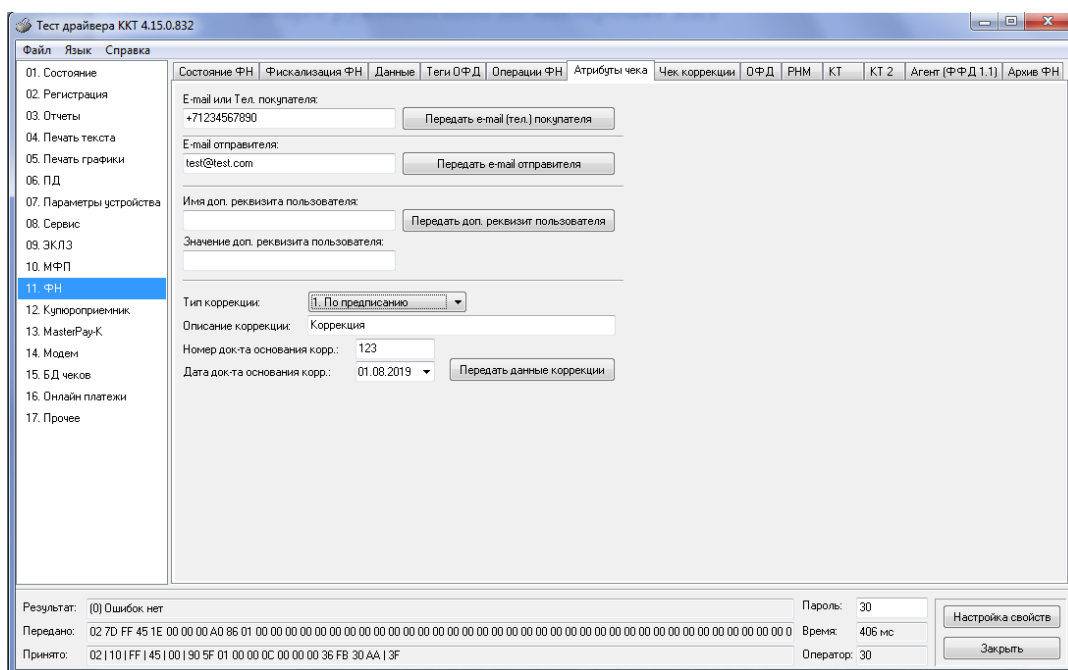 Тест драйвера ККТ 4.15.0.832
Файл Язык Справка
01. Состояние
02. Регистрация
03. Отчеты
04. Печать текста
05. Печать графики
06. ПД
07. Параметры устройства
08. Сервис
09. ЭКЛЗ
10. МФП
11. ФН
12. Купюроприемник
13. MasterPay-K
14. Модем
15. БД чеков
16. Онлайн платежи
17. Прочее
Состояние ФН Фискализация ФН Данные Теги ОФД Операции ФН Атрибуты чека Чек коррекции ОФД РНМ КТ КТ 2 Агент (ФФД 1.1) Архив ФН
E-mail или Тел. покупателя:
+71234567890 Передать e-mail (тел.) покупателя
E-mail отправителя:
test@test.com Передать e-mail отправителя
Имя доп. реквизита пользователя:
Передать доп. реквизит пользователя
Значение доп. реквизита пользователя:
Тип коррекции: 1. По предписанию
Описание коррекции: Коррекция
Номер док-та основания корр.: 123
Дата док-та основания корр.: 01.08.2019 Передать данные коррекции
Результат: (0) Ошибок нет Пароль: 30 Настройка свойств
Передано: 02 7D FF 45 1E 00 00 00 A0 86 01 00 00 00 00 00 00 00 00 00 00 00 00 00 00 00 00 00 00 00 00 00 00 00 00 00 00 00 00 00 00 00 00 00 00 00 00 0 Время: 406 мс
Принято: 02 | 10 | FF | 45 | 00 | 90 5F 01 00 00 0C 00 00 00 36 FB 30 AA | 3F Оператор: 30 Закрыть